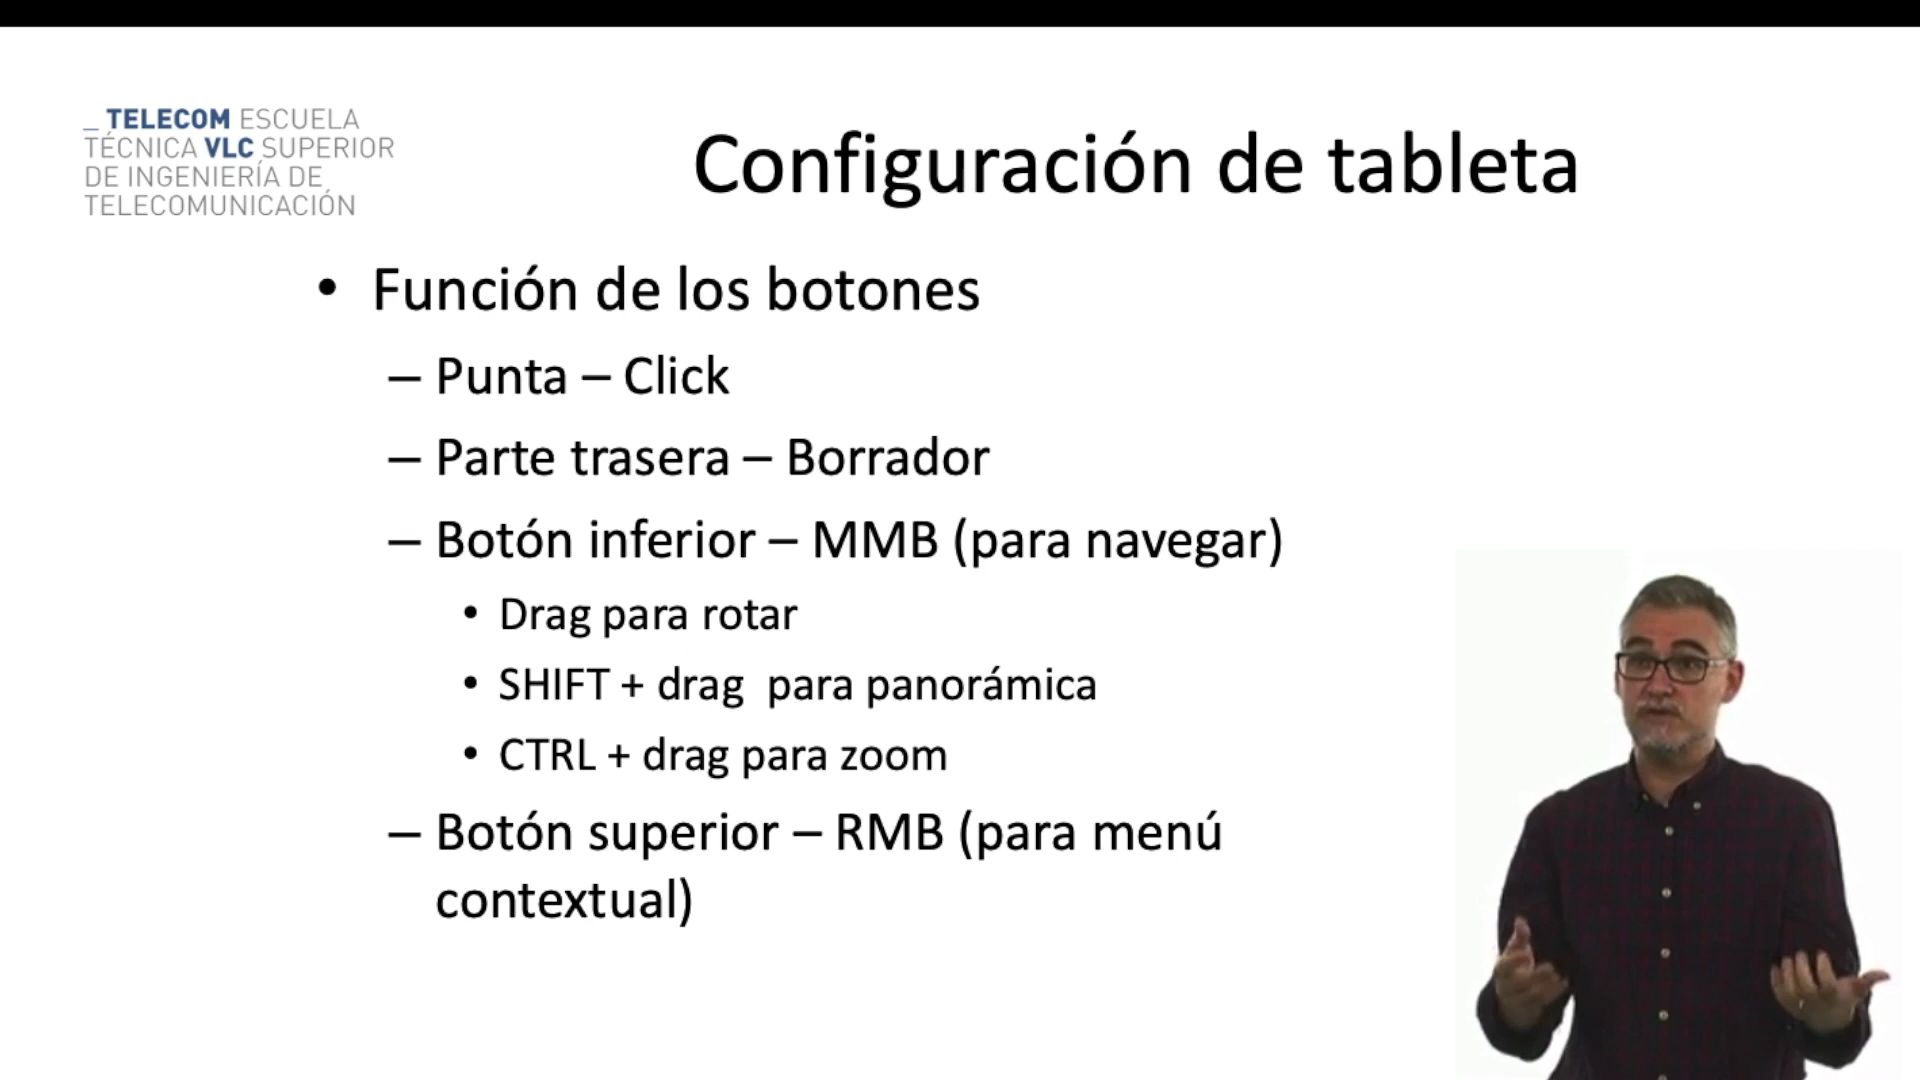 _ TELECOM ESCUELA
TÉCNICA VLC SUPERIOR
DE INGENIERÍA DE
TELECOMUNICACIÓN
Configuración de tableta
• Función de los botones
– Punta – Click
– Parte trasera – Borrador
– Botón inferior – MMB (para navegar)
• Drag para rotar
• SHIFT + drag  para panorámica
• CTRL + drag para zoom
– Botón superior – RMB (para menú
contextual)